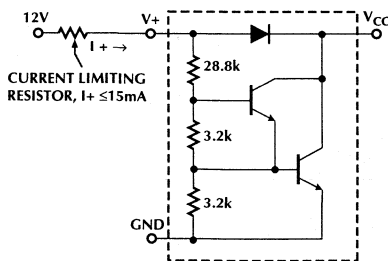 12V
I + →
V+
VCC
CURRENT LIMITING
RESISTOR, I+ ≤15mA
28.8k
3.2k
3.2k
GND